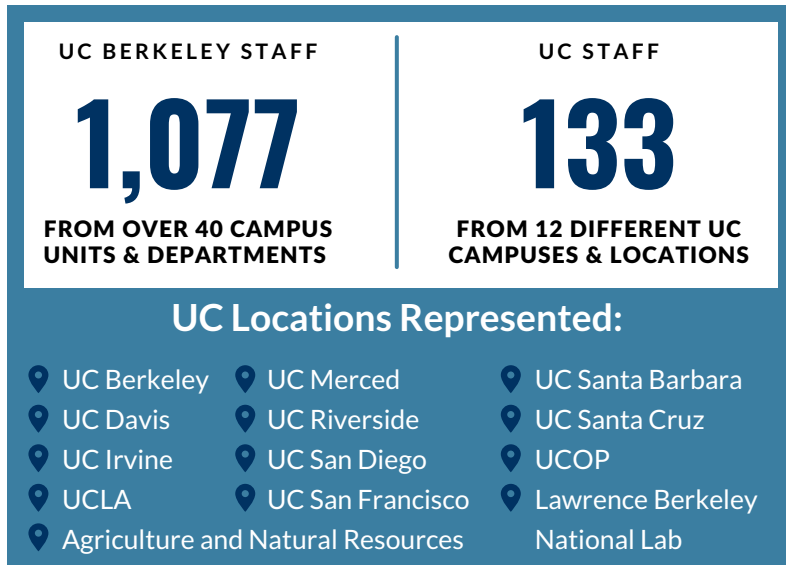 UC BERKELEY STAFF
1,077
FROM OVER 40 CAMPUS
UNITS & DEPARTMENTS
UC STAFF
133
FROM 12 DIFFERENT UC
CAMPUSES & LOCATIONS
UC Locations Represented:
UC Berkeley
UC Davis
UC Irvine
UCLA
Agriculture and Natural Resources
UC Merced
UC Riverside
UC San Diego
UC San Francisco
UC Santa Barbara
UC Santa Cruz
UCOP
Lawrence Berkeley
National Lab